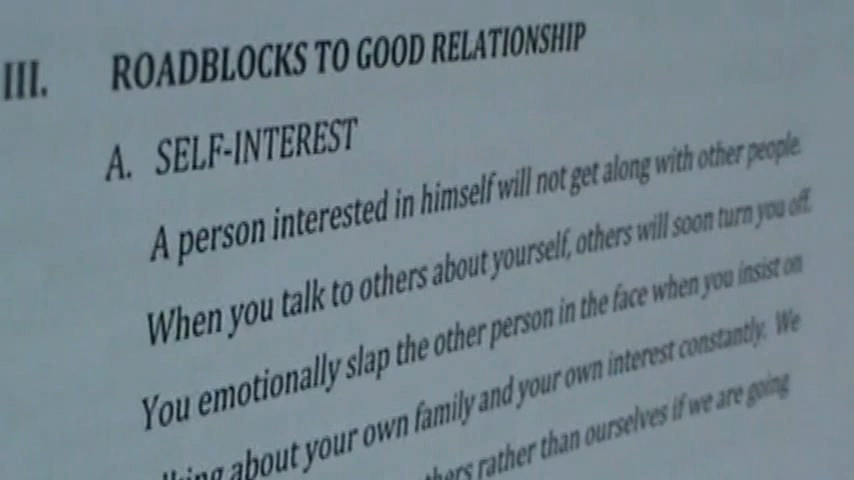 III. ROADBLOCKS TO GOOD RELATIONSHIP
A. SELF-INTEREST
A person interested in himself will not get along with other people.
When you talk to others about yourself, others will soon turn you off.
You emotionally slap the other person in the face when you insist on
about your own family and your own interest constantly. We
rather than ourselves if we are going